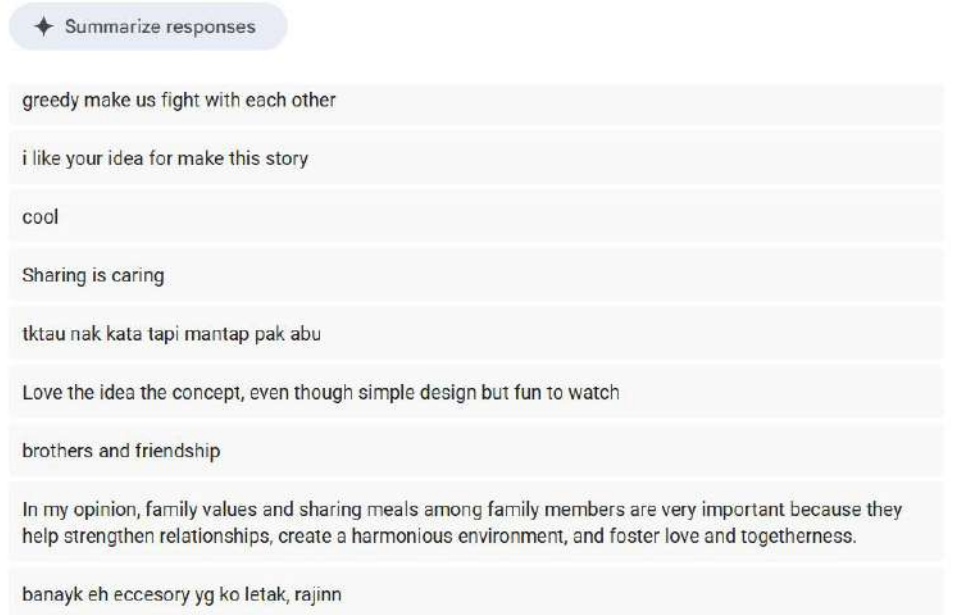 Summarize responses
greedy make us fight with each other
i like your idea for make this story
cool
Sharing is caring
tktau nak kata tapi mantap pak abu
Love the idea the concept, even though simple design but fun to watch
brothers and friendship
In my opinion, family values and sharing meals among family members are very important because they
help strengthen relationships, create a harmonious environment, and foster love and togetherness.
banayk eh eccesory yg ko letak, rajinn